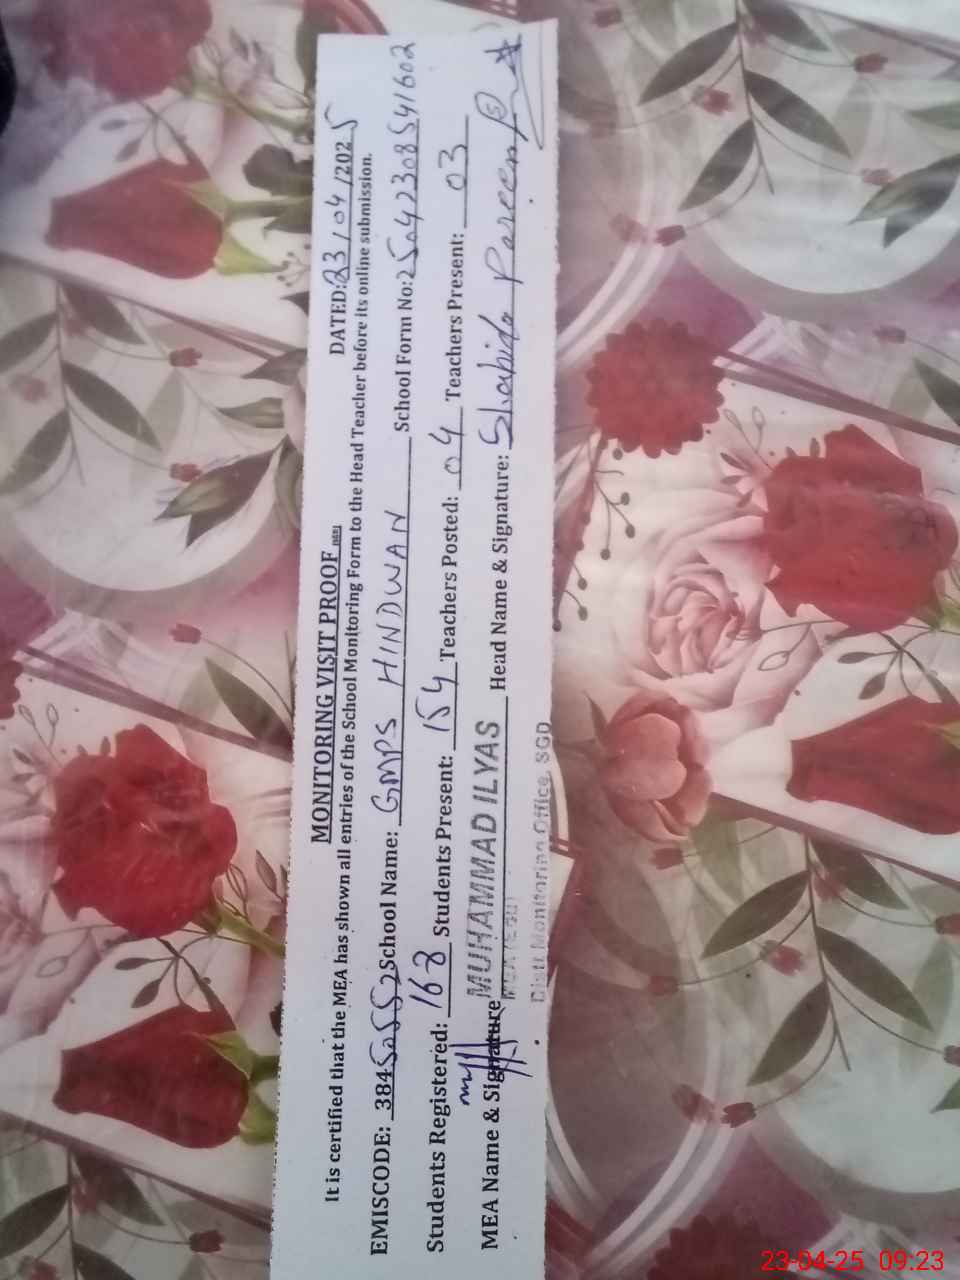 MONITORING VISIT PROOF DATED: 23/04/2025
It is certified that the MEA has shown all entries of the School Monitoring Form to the Head Teacher before its online submission.
EMISCODE: 38450552 School Name: GMPS HINDWAN School Form No: 25042308541602
Students Registered: 168 Students Present: 154 Teachers Posted: 04 Teachers Present: 03
MEA Name & Signature MUHAMMAD ILYAS Head Name & Signature: Shahida Parveen
Distt. Monitoring Office, SGD
23-04-25 09:23